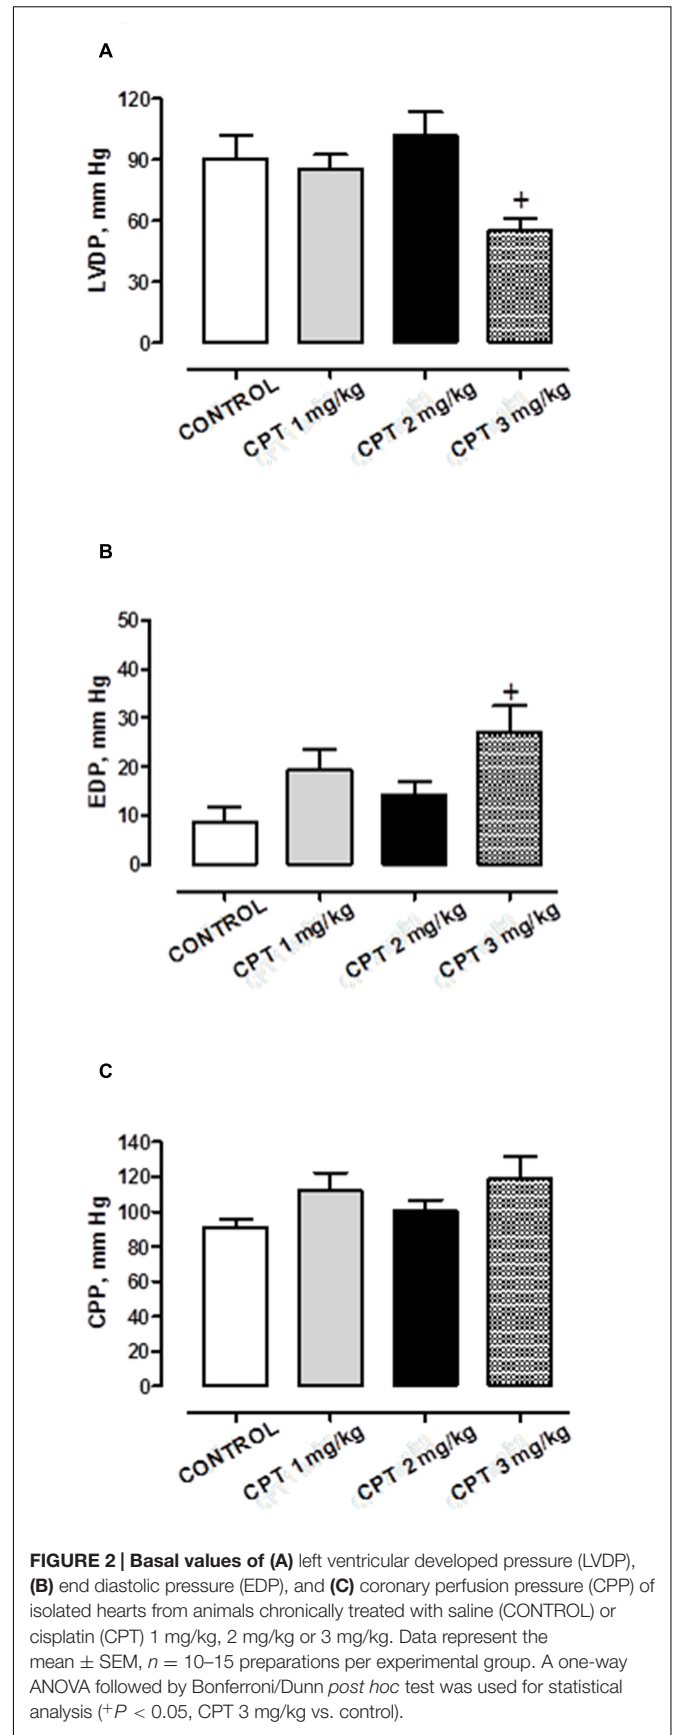 A
120
90
60
30
0
LVDP, mm Hg
+
CONTROL
CPT 1 mg/kg
CPT 2 mg/kg
CPT 3 mg/kg
B
50
40
30
20
10
0
EDP, mm Hg
+
CONTROL
CPT 1 mg/kg
CPT 2 mg/kg
CPT 3 mg/kg
C
140
120
100
80
60
40
20
0
CPP, mm Hg
CONTROL
CPT 1 mg/kg
CPT 2 mg/kg
CPT 3 mg/kg
FIGURE 2 | Basal values of (A) left ventricular developed pressure (LVDP),
(B) end diastolic pressure (EDP), and (C) coronary perfusion pressure (CPP) of
isolated hearts from animals chronically treated with saline (CONTROL) or
cisplatin (CPT) 1 mg/kg, 2 mg/kg or 3 mg/kg. Data represent the
mean ± SEM, n = 10–15 preparations per experimental group. A one-way
ANOVA followed by Bonferroni/Dunn post hoc test was used for statistical
analysis (⁺P < 0.05, CPT 3 mg/kg vs. control).